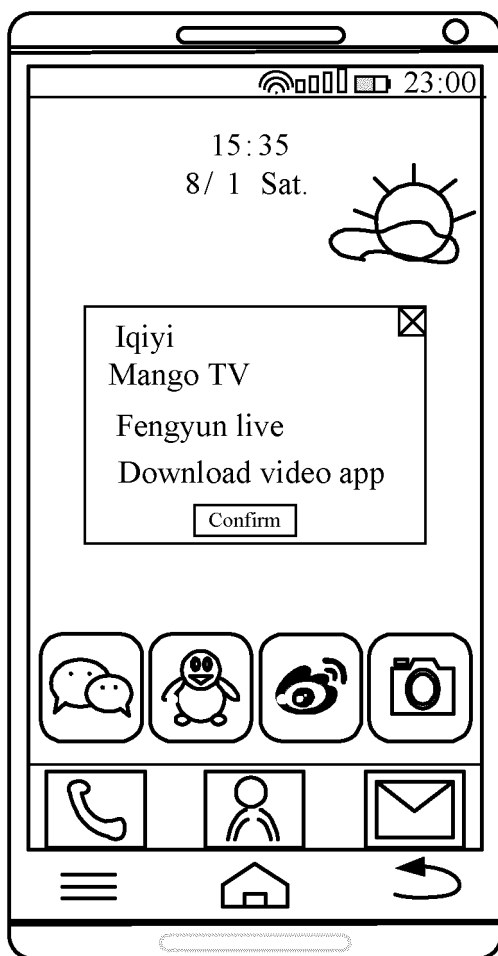 23:00
15:35
8/ 1 Sat.
Iqiyi
Mango TV
Fengyun live
Download video app
Confirm